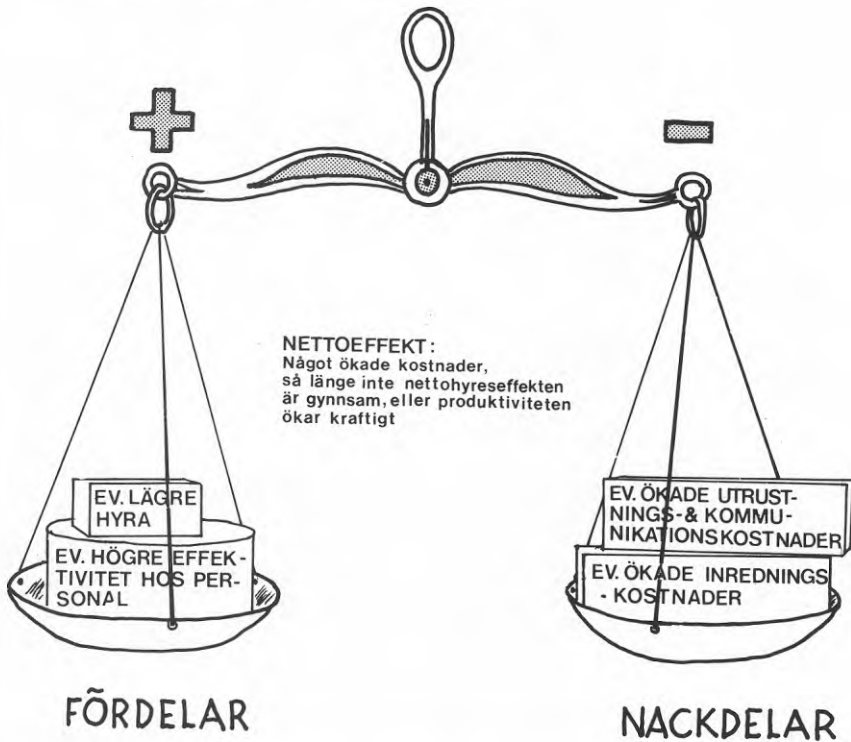 + -
NETTOEFFEKT:
Något ökade kostnader,
så länge inte nettohyreseffekten
är gynnsam, eller produktiviteten
ökar kraftigt
EV. LÄGRE
HYRA
EV. HÖGRE EFFEK-
TIVITET HOS PER-
SONAL
EV. ÖKADE UTRUST-
NINGS-& KOMMU-
NIKATIONSKOSTNADER
EV. ÖKADE INREDNINGS
-KOSTNADER
FÖRDELAR
NACKDELAR